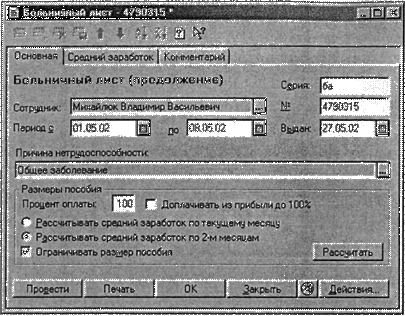 Больничный лист - 4790315 *
Основная Средний заработок Комментарий
Больничный лист (продолжение)
Серия: ба
Сотрудник: Михайлюк Владимир Васильевич ... № 4790315
Период с 01.05.02 по 08.05.02 Выдан: 27.05.02
Причина нетрудоспособности:
Общее заболевание ...
Размеры пособия
Процент оплаты: 100 Доплачивать из прибыли до 100%
Рассчитывать средний заработок по текущему месяцу
Рассчитывать средний заработок по 2-м месяцам
Ограничивать размер пособия Рассчитать
Провести Печать OK Закрыть Действия...